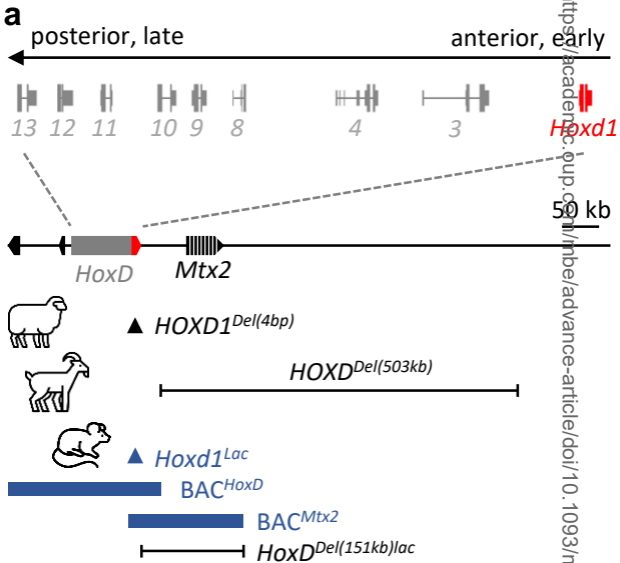 a
posterior, late anterior, early
13 12 11 10 9 8 4 3 Hoxd1
50 kb
HoxD Mtx2
HOXD1Del(4bp)
HOXDDel(503kb)
Hoxd1Lac
BACHoxD
BACMtx2
HoxDDel(151kb)lac
https://academic.oup.com/mbe/advance-article/doi/10.1093/